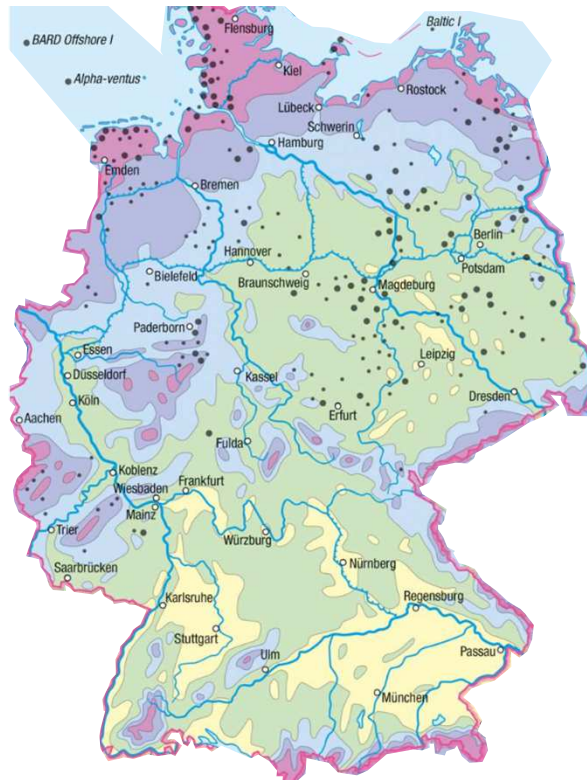 Flensburg
Baltic I
BARD Offshore I
Alpha-ventus
Kiel
Rostock
Lübeck
Schwerin
Hamburg
Emden
Bremen
Berlin
Hannover
Potsdam
Bielefeld
Braunschweig
Magdeburg
Paderborn
Essen
Leipzig
Düsseldorf
Kassel
Dresden
Köln
Erfurt
Aachen
Fulda
Koblenz
Frankfurt
Wiesbaden
Mainz
Trier
Würzburg
Nürnberg
Saarbrücken
Karlsruhe
Regensburg
Stuttgart
Passau
Ulm
München